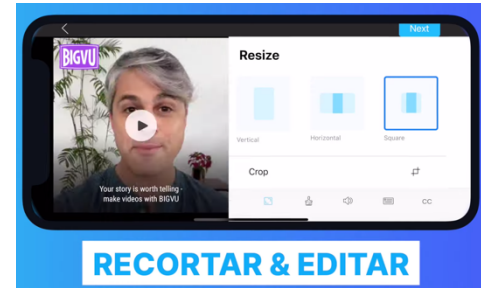 Next
BIGVU
Resize
Vertical
Horizontal
Square
Crop
Your story is worth telling -
make videos with BIGVU
CC
RECORTAR & EDITAR